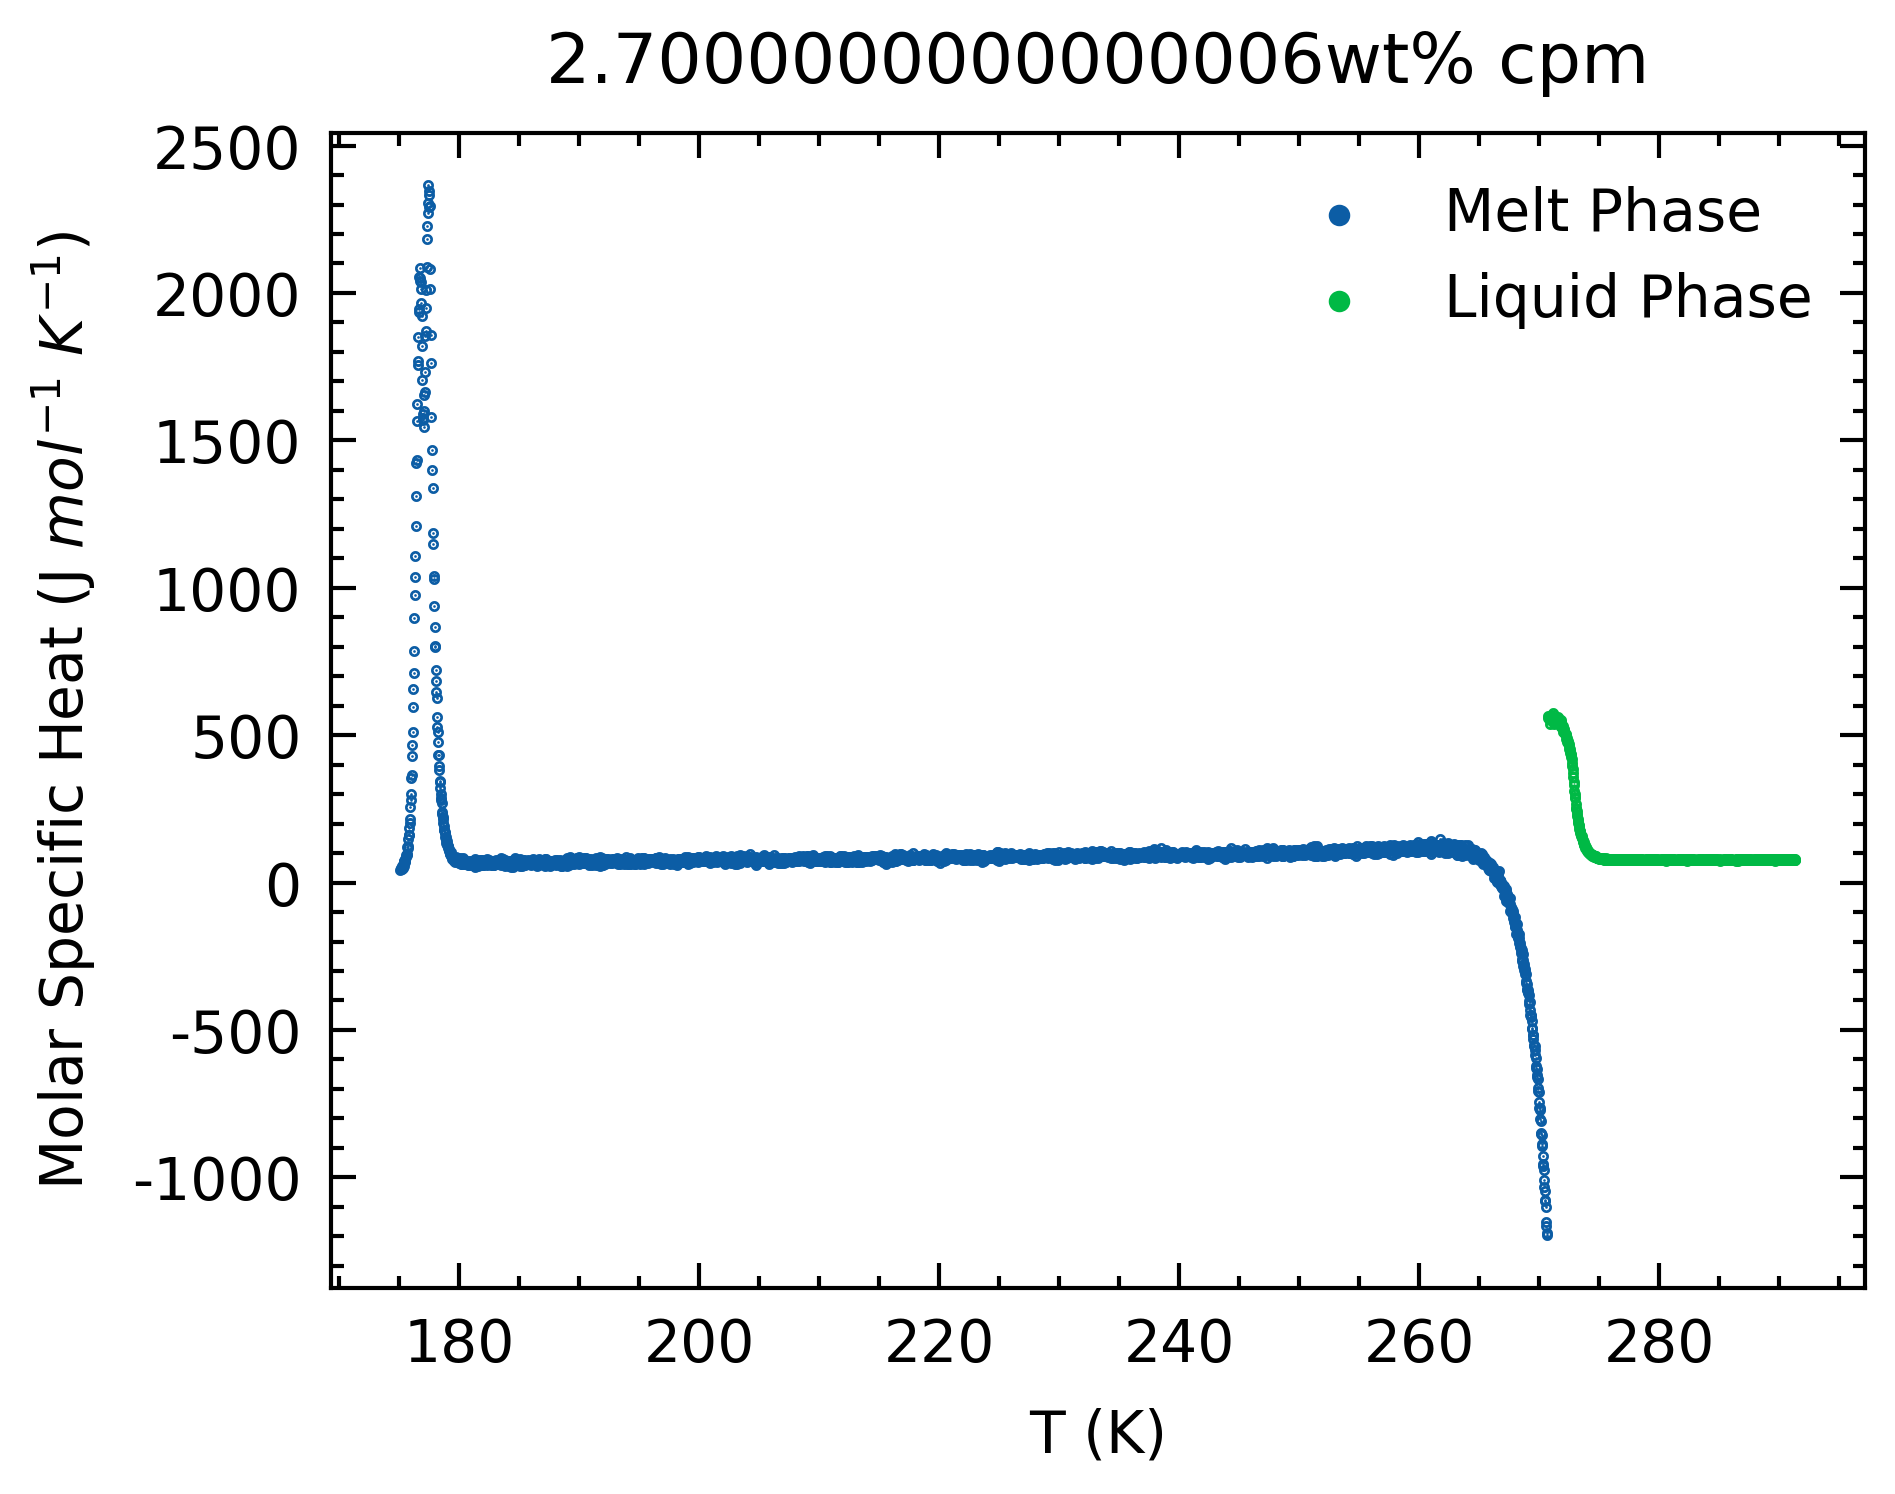 2.7000000000000006wt% cpm
Molar Specific Heat (J mol⁻¹ K⁻¹)
2500
2000
1500
1000
500
0
-500
-1000
Melt Phase
Liquid Phase
180 200 220 240 260 280
T (K)